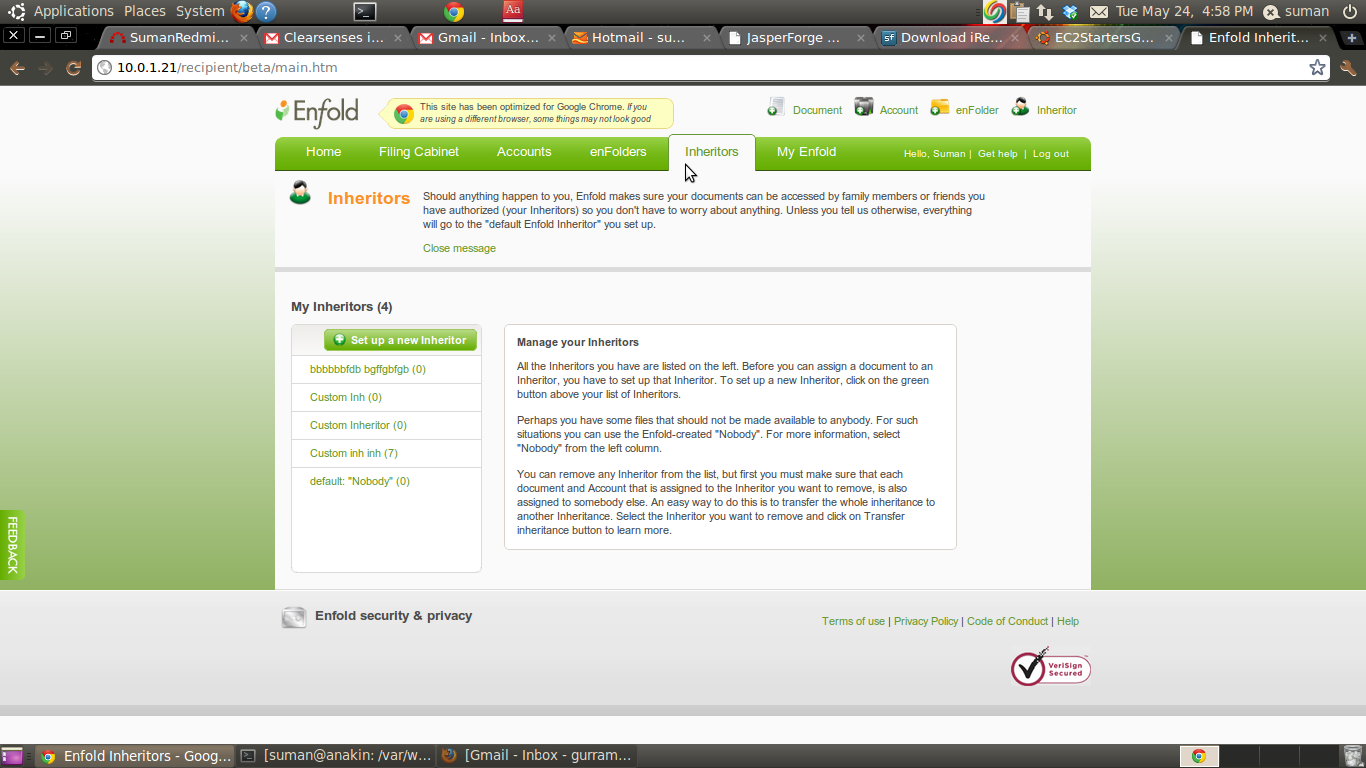 Applications Places System
Aa
Tue May 24, 4:58 PM suman
SumanRedmi...
Clearsenses i...
Gmail - Inbox...
Hotmail - su...
JasperForge ...
Download iRe...
EC2StartersG...
Enfold Inherit...
10.0.1.21/recipient/beta/main.htm
Enfold
This site has been optimized for Google Chrome. If you
are using a different browser, some things may not look good
Document Account enFolder Inheritor
Home Filing Cabinet Accounts enFolders Inheritors My Enfold Hello, Suman | Get help | Log out
Inheritors
Should anything happen to you, Enfold makes sure your documents can be accessed by family members or friends you
have authorized (your Inheritors) so you don't have to worry about anything. Unless you tell us otherwise, everything
will go to the "default Enfold Inheritor" you set up.
Close message
My Inheritors (4)
Set up a new Inheritor
bbbbbbfdb bgffgbfgb (0)
Custom Inh (0)
Custom Inheritor (0)
Custom inh inh (7)
default: "Nobody" (0)
Manage your Inheritors
All the Inheritors you have are listed on the left. Before you can assign a document to an
Inheritor, you have to set up that Inheritor. To set up a new Inheritor, click on the green
button above your list of Inheritors.
Perhaps you have some files that should not be made available to anybody. For such
situations you can use the Enfold-created "Nobody". For more information, select
"Nobody" from the left column.
You can remove any Inheritor from the list, but first you must make sure that each
document and Account that is assigned to the Inheritor you want to remove, is also
assigned to somebody else. An easy way to do this is to transfer the whole inheritance to
another Inheritance. Select the Inheritor you want to remove and click on Transfer
inheritance button to learn more.
FEEDBACK
Enfold security & privacy
Terms of use | Privacy Policy | Code of Conduct | Help
VeriSign
Secured
Enfold Inheritors - Goog...
[suman@anakin: /var/w...
[Gmail - Inbox - gurram...